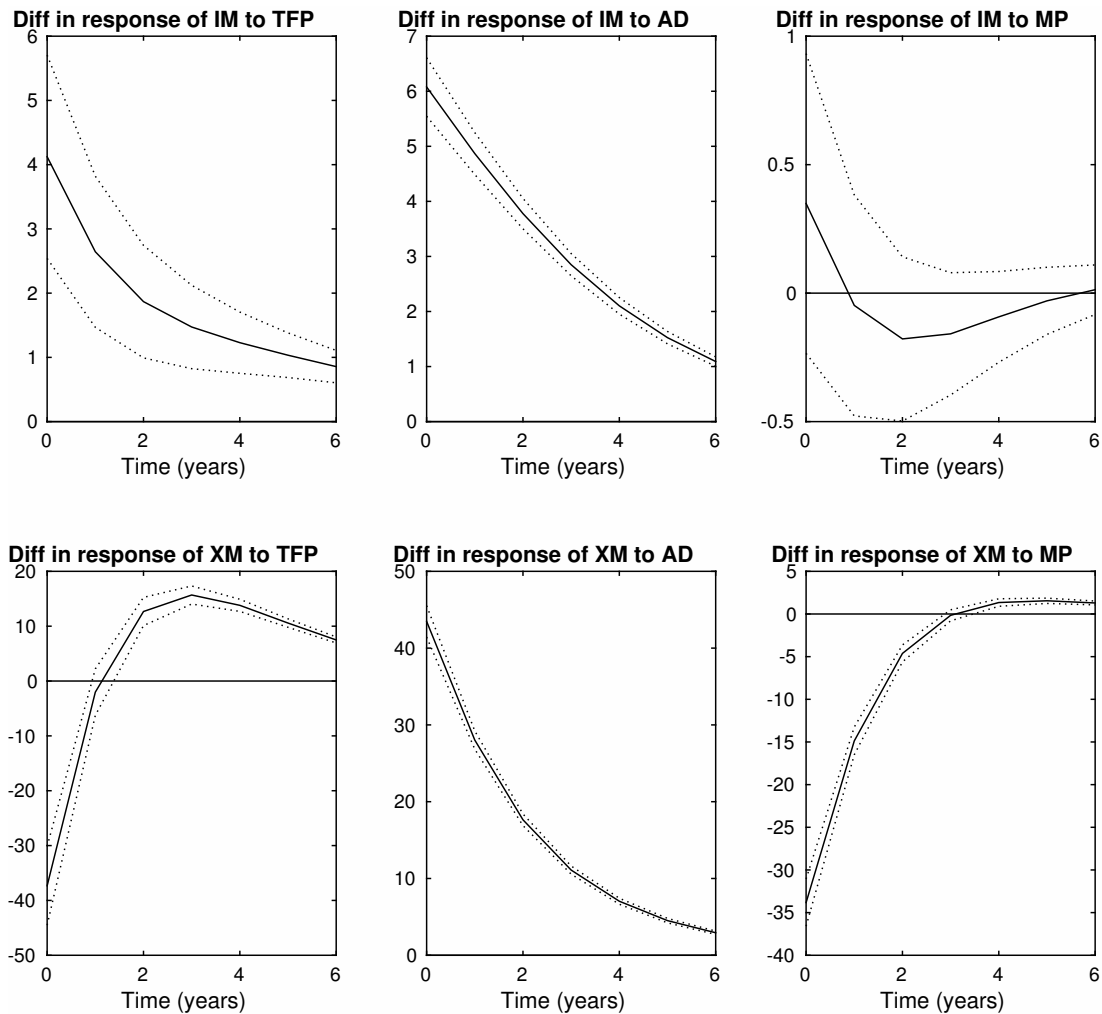 Diff in response of IM to TFP
6
5
4
3
2
1
0
0 2 4 6
Time (years)
Diff in response of IM to AD
7
6
5
4
3
2
1
0
0 2 4 6
Time (years)
Diff in response of IM to MP
1
0.5
0
-0.5
0 2 4 6
Time (years)
Diff in response of XM to TFP
20
10
0
-10
-20
-30
-40
-50
0 2 4 6
Time (years)
Diff in response of XM to AD
50
40
30
20
10
0
0 2 4 6
Time (years)
Diff in response of XM to MP
5
0
-5
-10
-15
-20
-25
-30
-35
-40
0 2 4 6
Time (years)